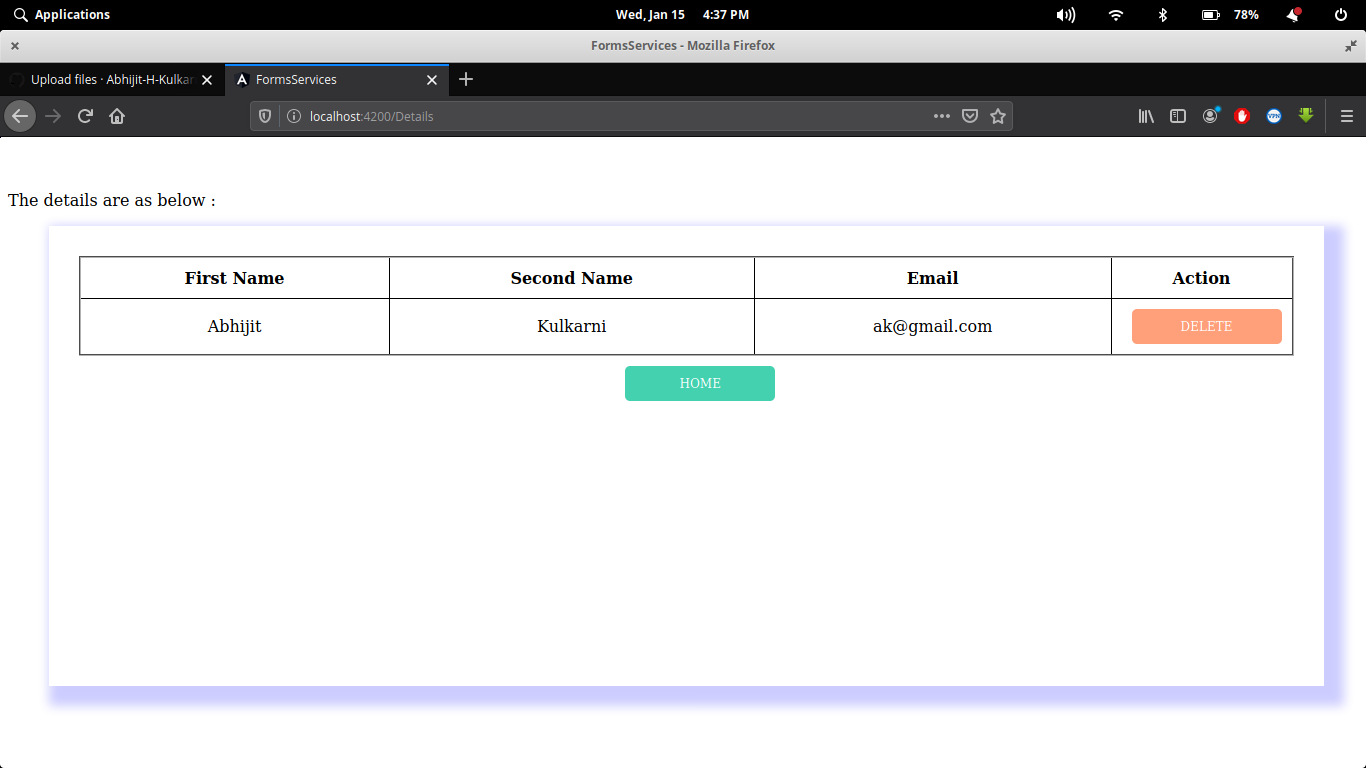 Applications Wed, Jan 15 4:37 PM 78%
FormsServices - Mozilla Firefox
Upload files · Abhijit-H-Kulkar FormsServices
localhost:4200/Details VPN
The details are as below :
First Name Second Name Email Action
Abhijit Kulkarni ak@gmail.com DELETE
HOME